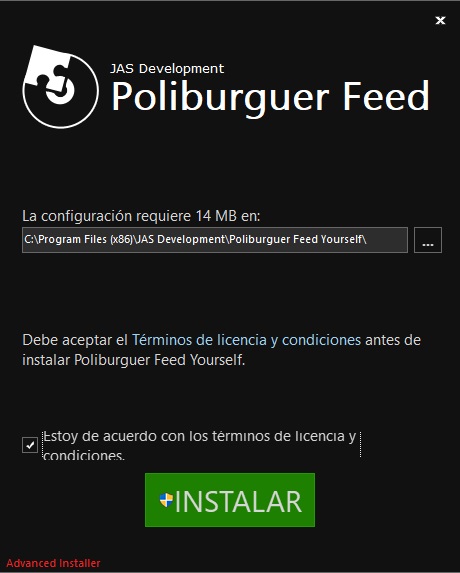 JAS Development
Poliburguer Feed
La configuración requiere 14 MB en:
C:\Program Files (x86)\JAS Development\Poliburguer Feed Yourself\
...
Debe aceptar el Términos de licencia y condiciones antes de
instalar Poliburguer Feed Yourself.
Estoy de acuerdo con los términos de licencia y
condiciones.
INSTALAR
Advanced Installer